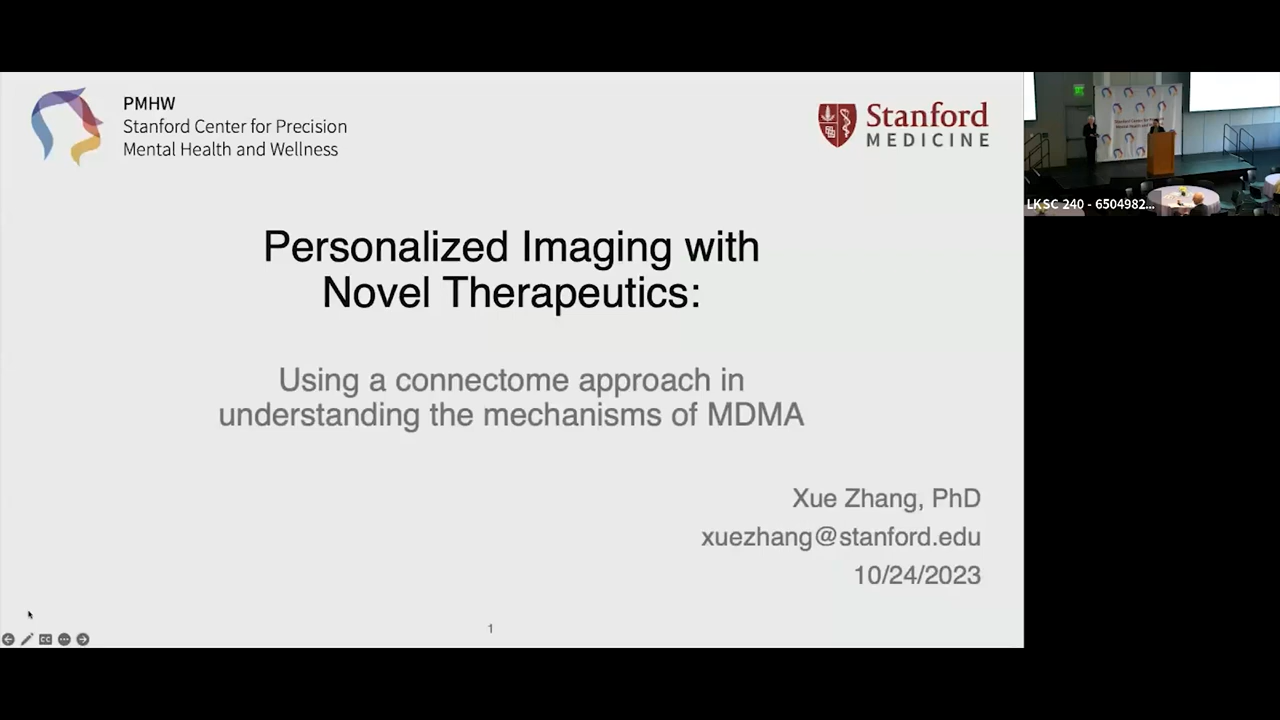 PMHW
Stanford Center for Precision
Mental Health and Wellness
Stanford
MEDICINE
Personalized Imaging with
Novel Therapeutics:
Using a connectome approach in
understanding the mechanisms of MDMA
Xue Zhang, PhD
xuezhang@stanford.edu
10/24/2023
1
CC
LKSC 240 - 6504982...